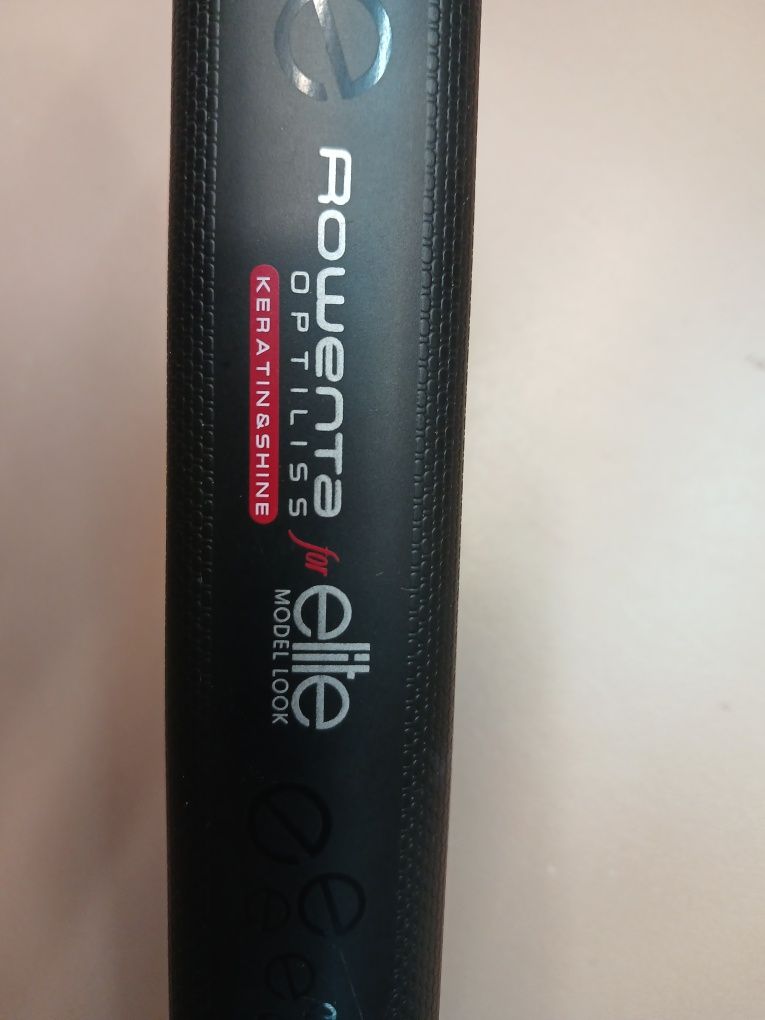 e
Rowenta
OPTILISS
KERATIN&SHINE
for
elite
MODEL LOOK
e
e
e
e
e